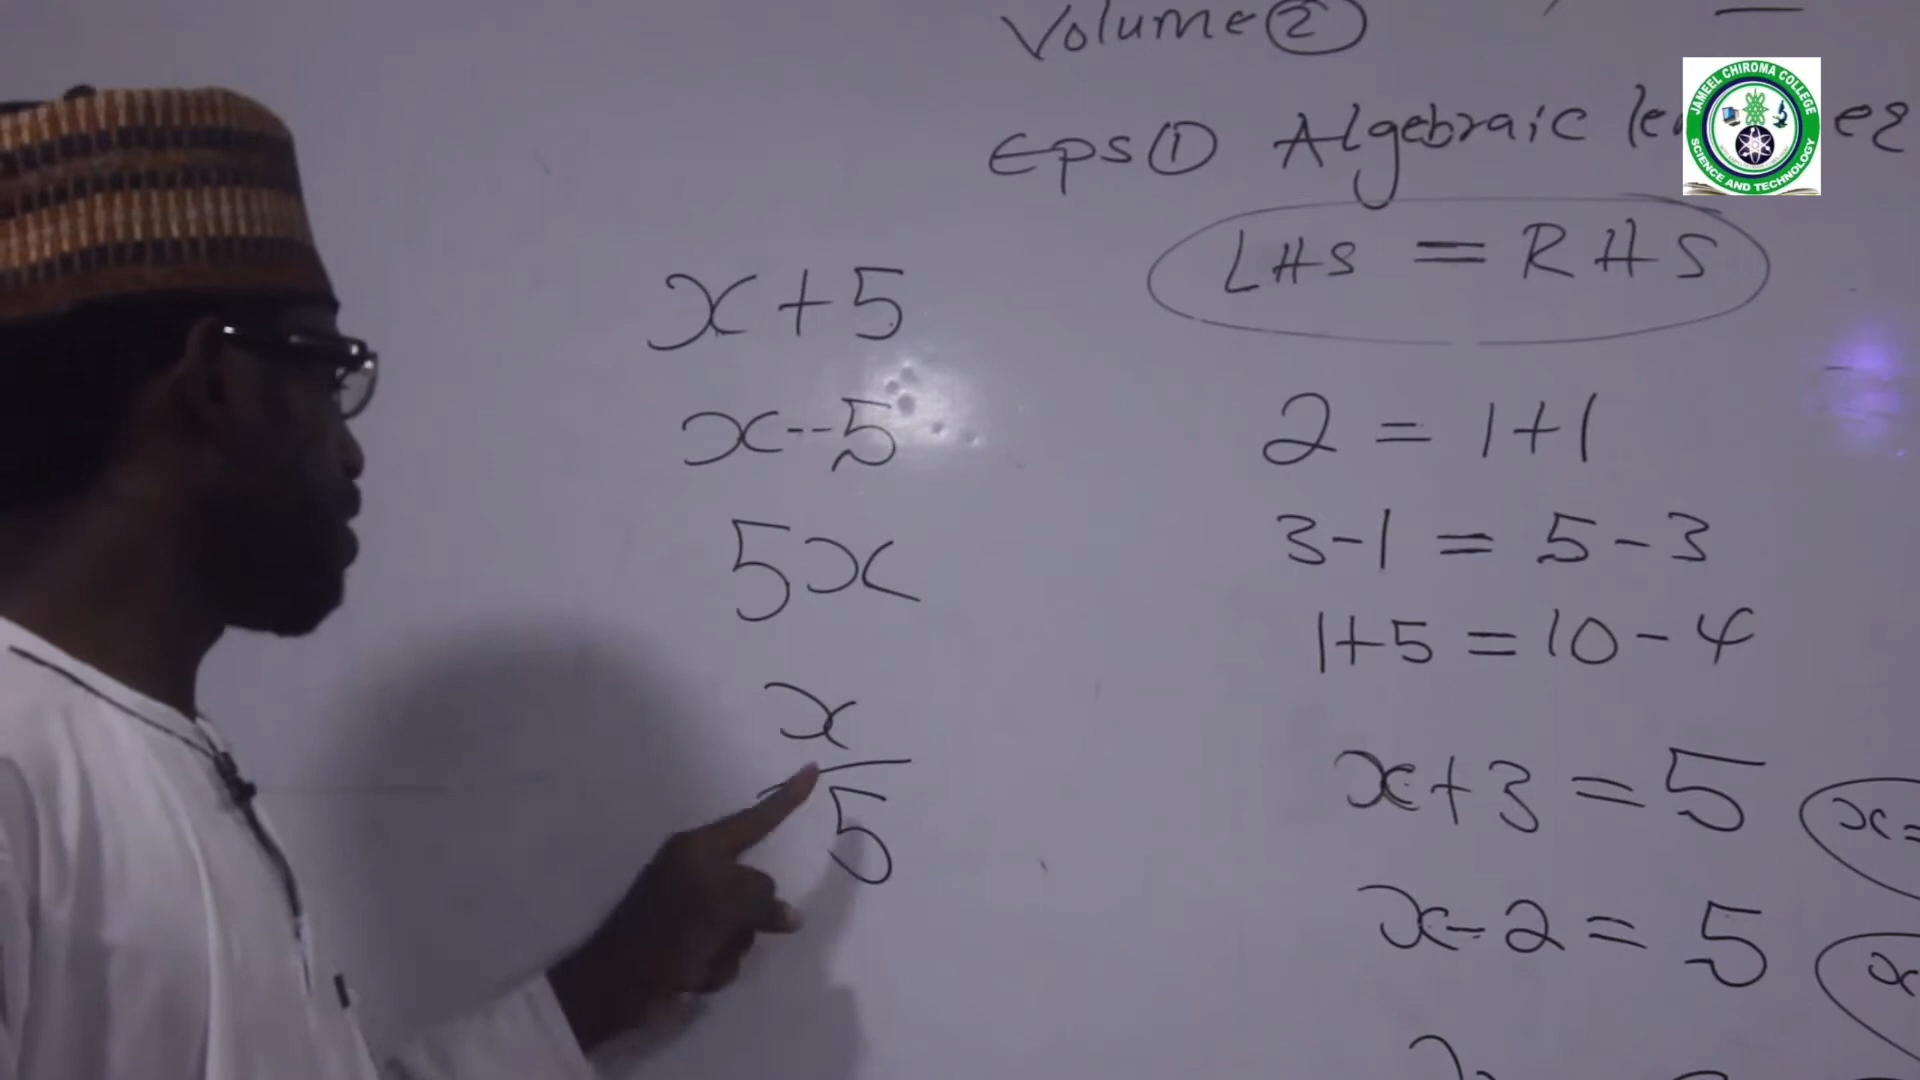 Volume ②
Eps ① Algebraic
JAMEEL CHIROMA COLLEGE
SCIENCE AND TECHNOLOGY
LHS = RHS
x+5
x-5
5x
x
5
2 = 1+1
3-1 = 5-3
1+5 = 10-4
x+3 = 5
x=
x-2 = 5
x